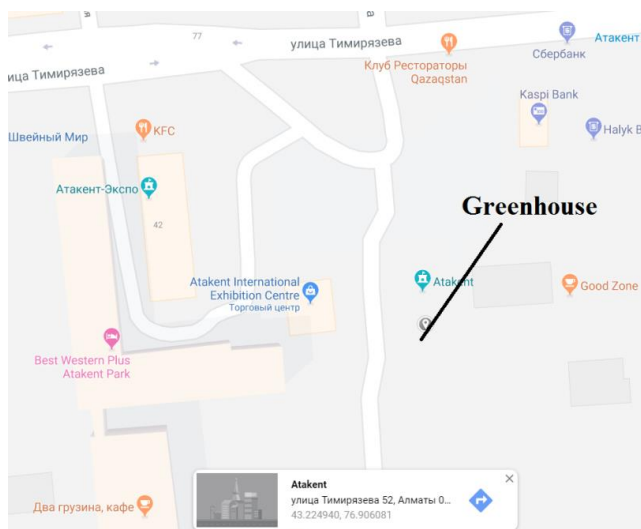 77
улица Тимирязева
ица Тимирязева
а
Клуб Рестораторы
Qazaqstan
Сбербанк
Атакент
Kaspi Bank
Halyk B
Швейный Мир
KFC
Атакент-Экспо
42
Greenhouse
Atakent
Good Zone
Atakent International
Exhibition Centre
Торговый центр
Best Western Plus
Atakent Park
Два грузина, кафе
Atakent
улица Тимирязева 52, Алматы 0...
43.224940, 76.906081